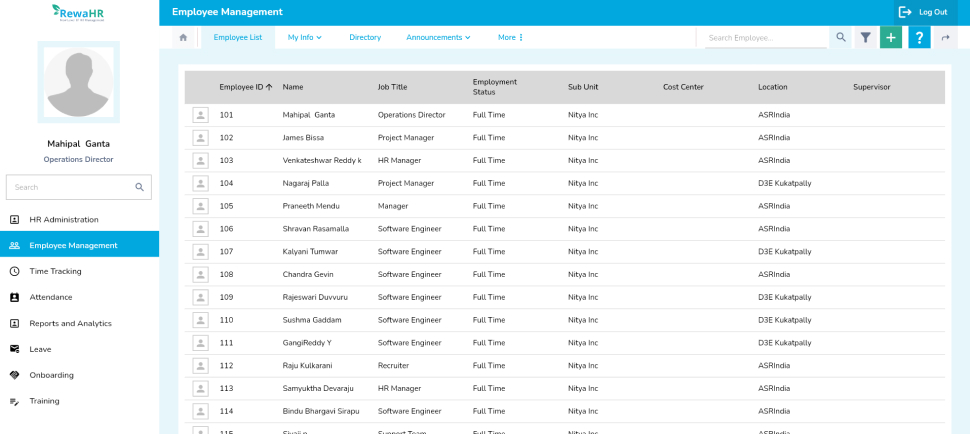 RewaHR
Employee Management
Log Out
Employee List
My Info
Directory
Announcements
More
Search Employee...
?
Mahipal Ganta
Operations Director
Search
HR Administration
Employee Management
Time Tracking
Attendance
Reports and Analytics
Leave
Onboarding
Training
Employee ID Name Job Title Employment Status Sub Unit Cost Center Location Supervisor
101 Mahipal Ganta Operations Director Full Time Nitya Inc ASRIndia
102 James Bissa Project Manager Full Time Nitya Inc ASRIndia
103 Venkateshwar Reddy k HR Manager Full Time Nitya Inc ASRIndia
104 Nagaraj Palla Project Manager Full Time Nitya Inc D3E Kukatpally
105 Praneeth Mendu Manager Full Time Nitya Inc ASRIndia
106 Shravan Rasamalla Software Engineer Full Time Nitya Inc ASRIndia
107 Kalyani Tumwar Software Engineer Full Time Nitya Inc D3E Kukatpally
108 Chandra Gevin Software Engineer Full Time Nitya Inc ASRIndia
109 Rajeswari Duvvuru Software Engineer Full Time Nitya Inc D3E Kukatpally
110 Sushma Gaddam Software Engineer Full Time Nitya Inc D3E Kukatpally
111 GangiReddy Y Software Engineer Full Time Nitya Inc D3E Kukatpally
112 Raju Kulkarani Recruiter Full Time Nitya Inc ASRIndia
113 Samyuktha Devaraju HR Manager Full Time Nitya Inc ASRIndia
114 Bindu Bhargavi Sirapu Software Engineer Full Time Nitya Inc ASRIndia
115 Support Team Full Time Nitya Inc ASRIndia